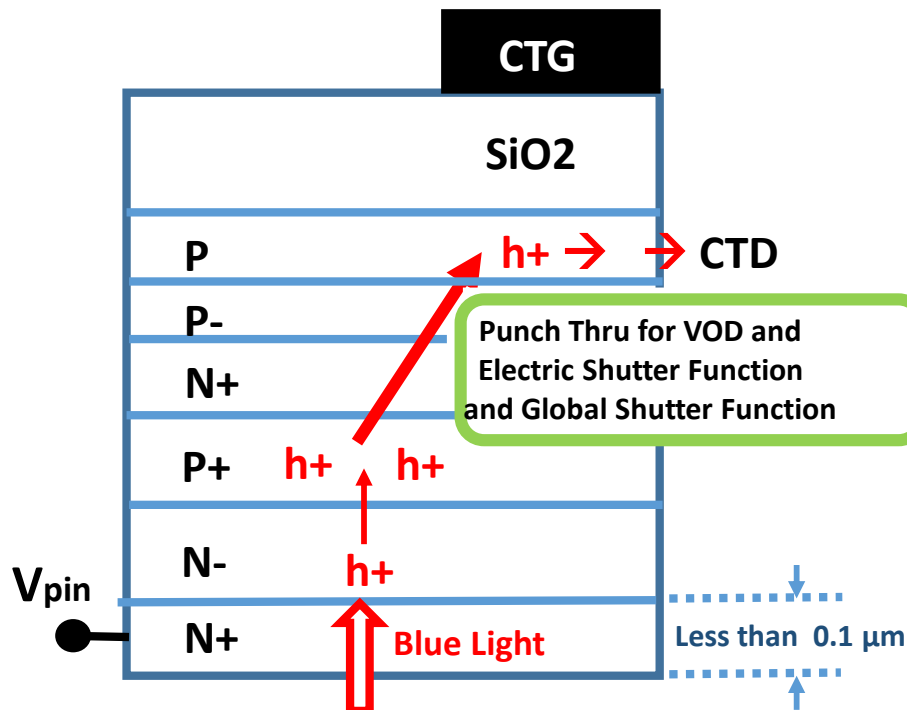 CTG
SiO2
P h+ CTD
P-
Punch Thru for VOD and
Electric Shutter Function
and Global Shutter Function
N+
P+ h+ h+
N- h+
Vpin
N+ Blue Light Less than 0.1 µm